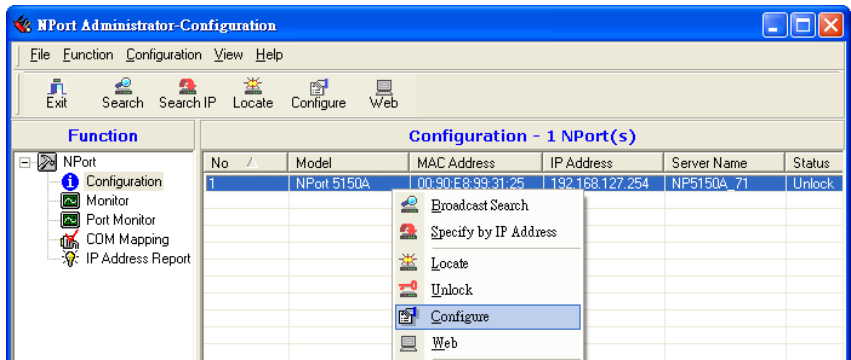 NPort Administrator-Configuration
File Function Configuration View Help
Exit Search Search IP Locate Configure Web
Function
Configuration - 1 NPort(s)
NPort
Configuration
Monitor
Port Monitor
COM Mapping
IP Address Report
No Model MAC Address IP Address Server Name Status
1 NPort 5150A 00:90:E8:99:31:25 192.168.127.254 NP5150A_71 Unlock
Broadcast Search
Specify by IP Address
Locate
Unlock
Configure
Web